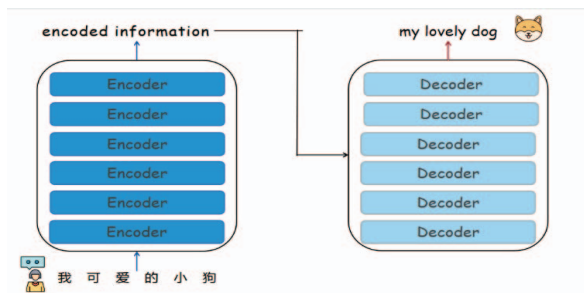 encoded information
Encoder
Encoder
Encoder
Encoder
Encoder
Encoder
我可爱的小狗
my lovely dog
Decoder
Decoder
Decoder
Decoder
Decoder
Decoder